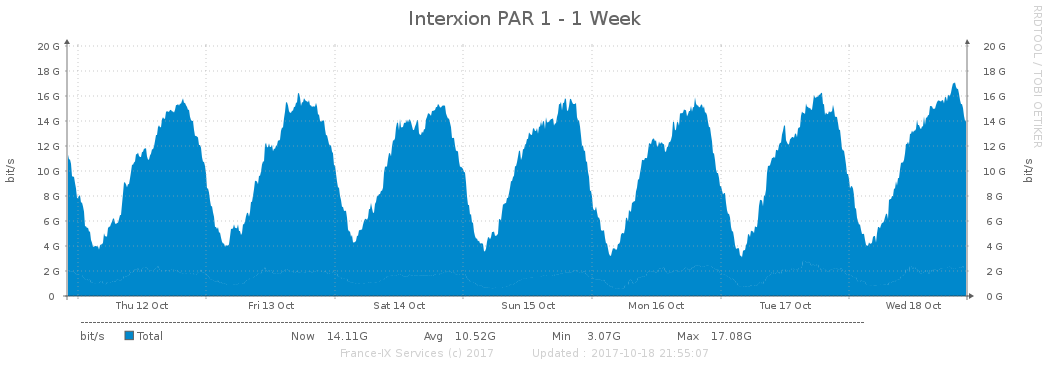 Interxion PAR 1 - 1 Week
RRDTOOL / TOBI OETIKER
bit/s
20 G
18 G
16 G
14 G
12 G
10 G
8 G
6 G
4 G
2 G
0
20 G
18 G
16 G
14 G
12 G
10 G
8 G
6 G
4 G
2 G
0 G
bit/s
Thu 12 Oct Fri 13 Oct Sat 14 Oct Sun 15 Oct Mon 16 Oct Tue 17 Oct Wed 18 Oct
bit/s Total Now 14.11G Avg 10.52G Min 3.07G Max 17.08G
France-IX Services (c) 2017 Updated : 2017-10-18 21:55:07